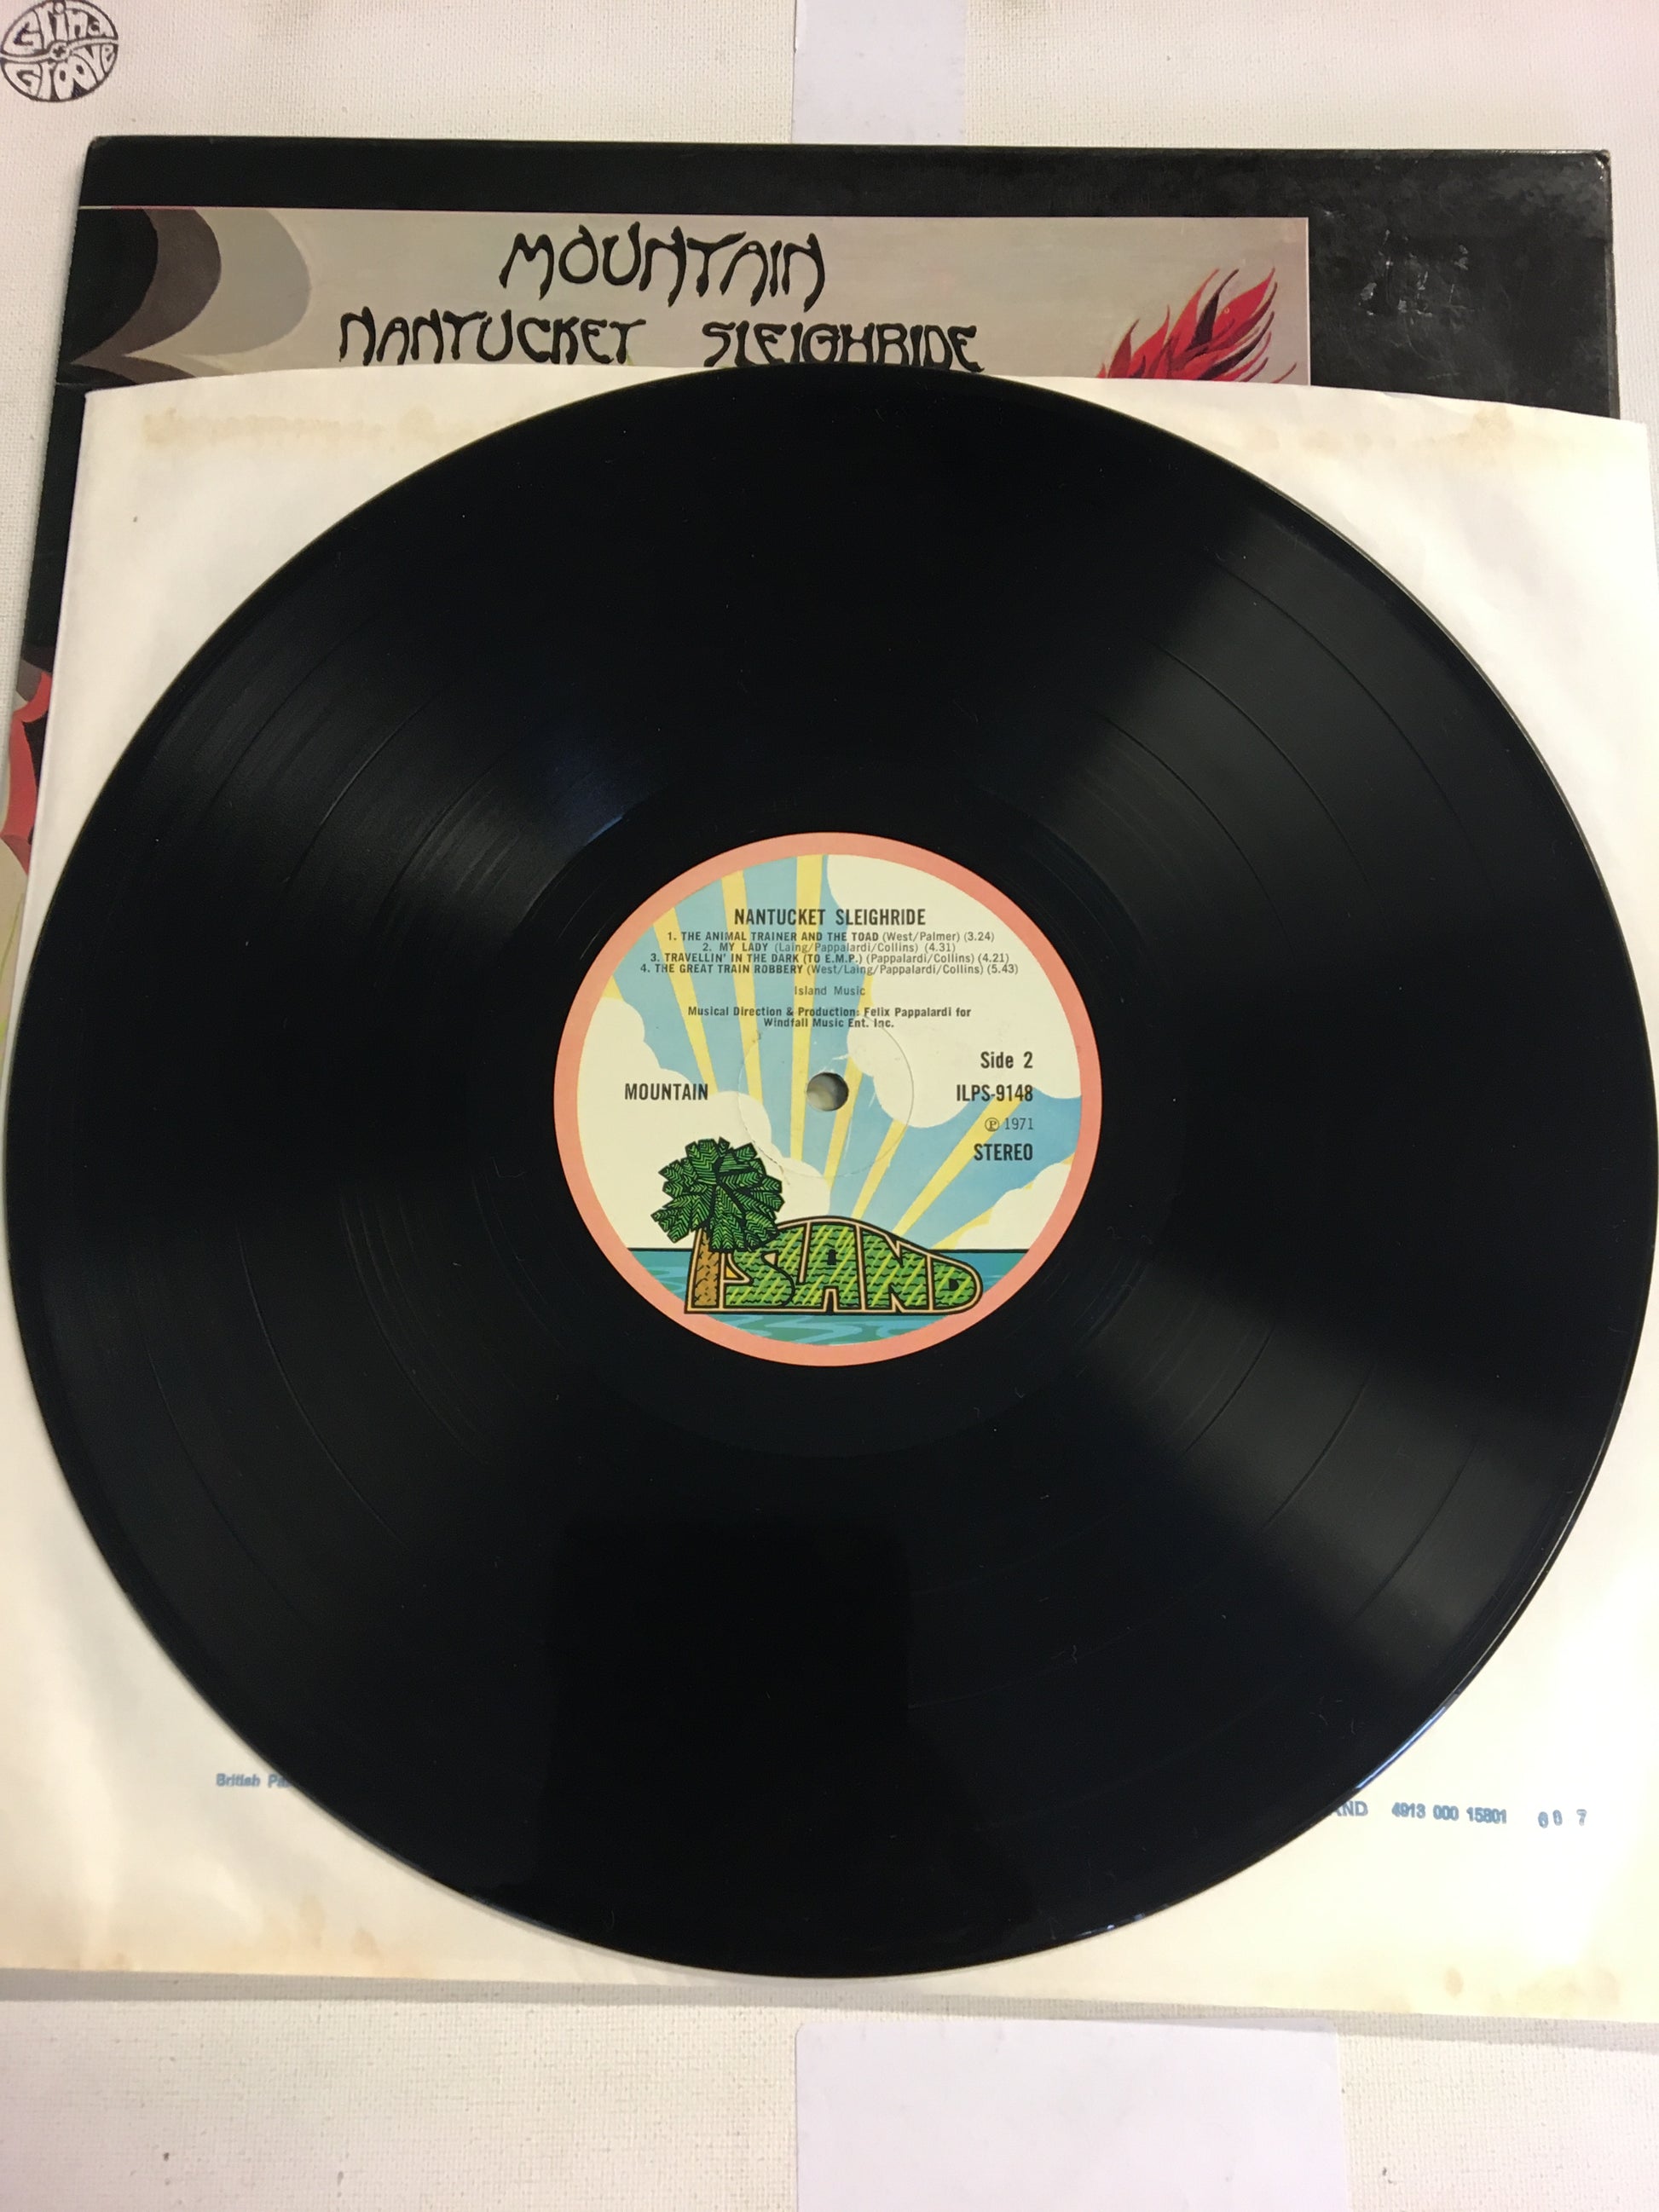 Grind
Groove
MOUNTAIN
NANTUCKET SLEIGHRIDE
NANTUCKET SLEIGHRIDE
1. THE ANIMAL TRAINER AND THE TOAD (West/Palmer) (3.24)
2. MY LADY (Laing/Pappalardi/Collins) (4.31)
3. TRAVELLIN' IN THE DARK (TO E.M.P.) (Pappalardi/Collins) (4.21)
4. THE GREAT TRAIN ROBBERY (West/Laing/Pappalardi/Collins) (5.43)
Island Music
Musical Direction & Production: Felix Pappalardi for
Windfall Music Ent. Inc.
Side 2
MOUNTAIN ILPS-9148
℗ 1971
STEREO
ISLAND
British 4913 000 15801